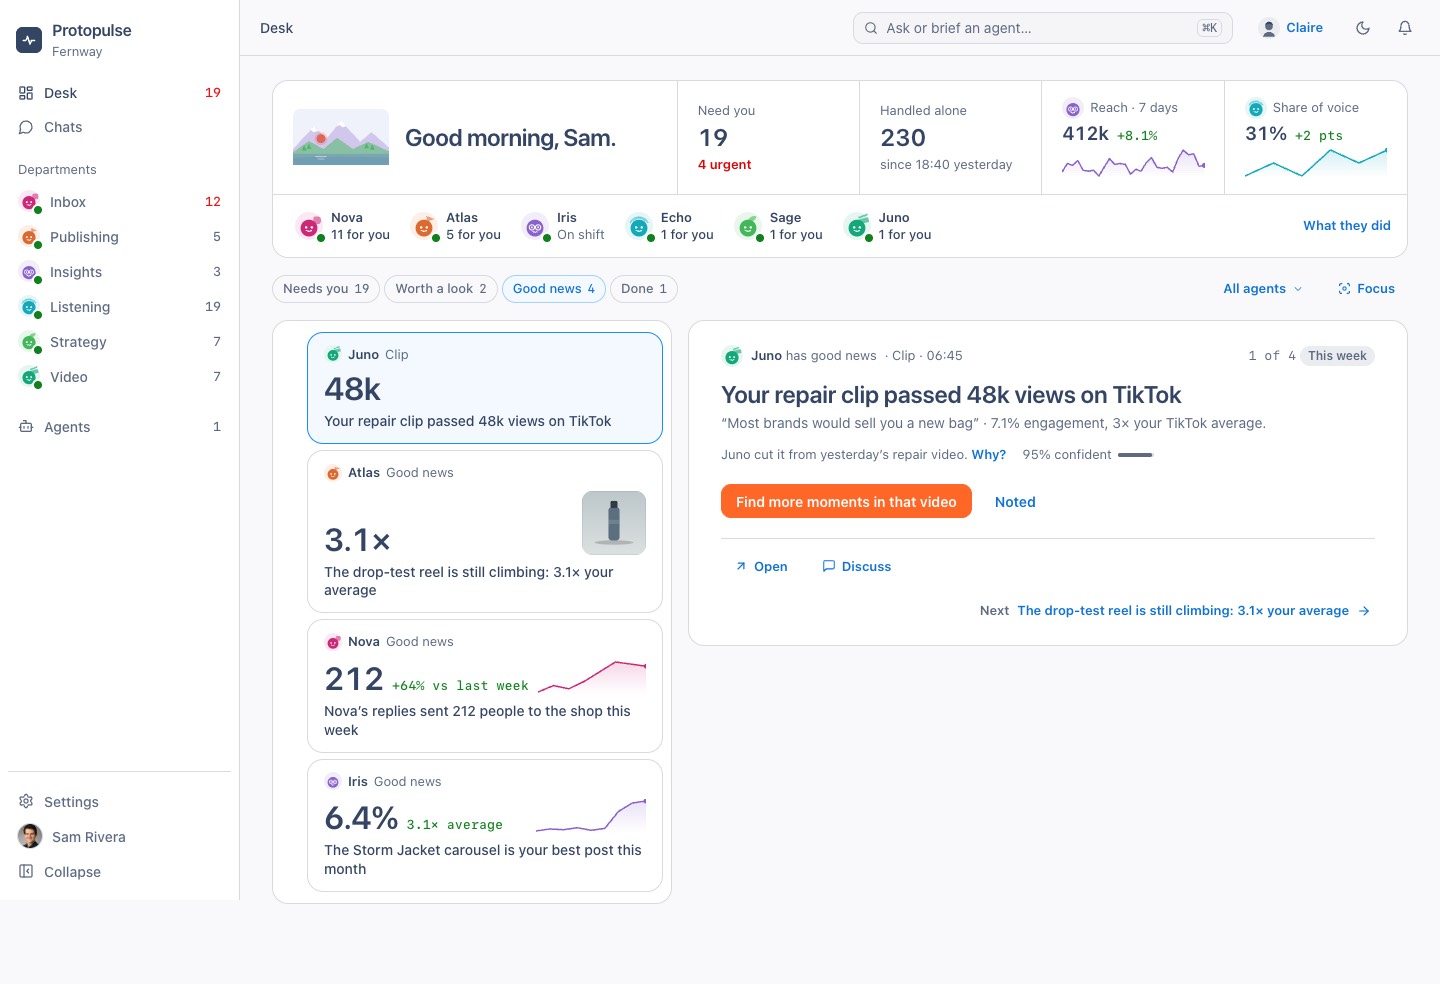 Protopulse
Fernway
Desk 19
Chats
Departments
Inbox 12
Publishing 5
Insights 3
Listening 19
Strategy 7
Video 7
Agents 1
Settings
Sam Rivera
Collapse
Desk
Ask or brief an agent… ⌘K
Claire
Good morning, Sam.
Need you
19
4 urgent
Handled alone
230
since 18:40 yesterday
Reach · 7 days
412k +8.1%
Share of voice
31% +2 pts
Nova
11 for you
Atlas
5 for you
Iris
On shift
Echo
1 for you
Sage
1 for you
Juno
1 for you
What they did
Needs you 19
Worth a look 2
Good news 4
Done 1
All agents
Focus
Juno Clip
48k
Your repair clip passed 48k views on TikTok
Atlas Good news
3.1×
The drop-test reel is still climbing: 3.1× your
average
Nova Good news
212 +64% vs last week
Nova’s replies sent 212 people to the shop this
week
Iris Good news
6.4% 3.1× average
The Storm Jacket carousel is your best post this
month
Juno has good news · Clip · 06:45
1 of 4 This week
Your repair clip passed 48k views on TikTok
“Most brands would sell you a new bag” · 7.1% engagement, 3× your TikTok average.
Juno cut it from yesterday’s repair video. Why? 95% confident
Find more moments in that video
Noted
Open
Discuss
Next The drop-test reel is still climbing: 3.1× your average